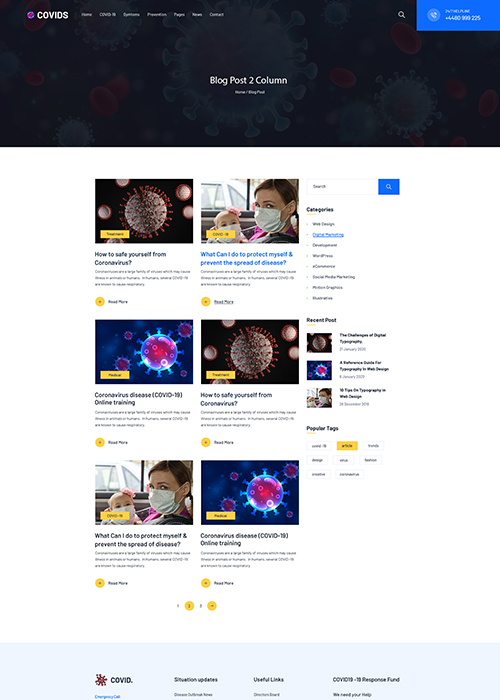 COVIDS
Home COVID-19 Symtoms Prevention Pages News Contact
24/7 HELPLINE
+4480 999 225
Blog Post 2 Column
Home / Blog Post
Treatment
How to safe yourself from
Coronavirus?
Coronaviruses are a large family of viruses which may cause
illness in animals or humans. In humans, several COVID-19
are known to cause respiratory.
Read More
COVID-19
What Can I do to protect myself &
prevent the spread of disease?
Coronaviruses are a large family of viruses which may cause
illness in animals or humans. In humans, several COVID-19
are known to cause respiratory.
Read More
Medical
Coronavirus disease (COVID-19)
Online training
Coronaviruses are a large family of viruses which may cause
illness in animals or humans. In humans, several COVID-19
are known to cause respiratory.
Read More
Treatment
How to safe yourself from
Coronavirus?
Coronaviruses are a large family of viruses which may cause
illness in animals or humans. In humans, several COVID-19
are known to cause respiratory.
Read More
COVID-19
What Can I do to protect myself &
prevent the spread of disease?
Coronaviruses are a large family of viruses which may cause
illness in animals or humans. In humans, several COVID-19
are known to cause respiratory.
Read More
Medical
Coronavirus disease (COVID-19)
Online training
Coronaviruses are a large family of viruses which may cause
illness in animals or humans. In humans, several COVID-19
are known to cause respiratory.
Read More
1 2 3
Search
Categories
Web Design
Digital Marketing
Development
WordPress
eCommerce
Social Media Marketing
Motion Graphics
Illustration
Recent Post
The Challenges of Digital
Typography.
21 January 2020
A Reference Guide For
Typography in Web Design
6 January 2020
10 Tips On Typography in
Web Design
26 December 2019
Popular Tags
covid -19 article trends
design virus fashion
creative coronavirus
COVID.
Emergency Call
Situation updates
Disease Outbreak News
Useful Links
Directors Board
COVID19 -19 Response Fund
We need your Help